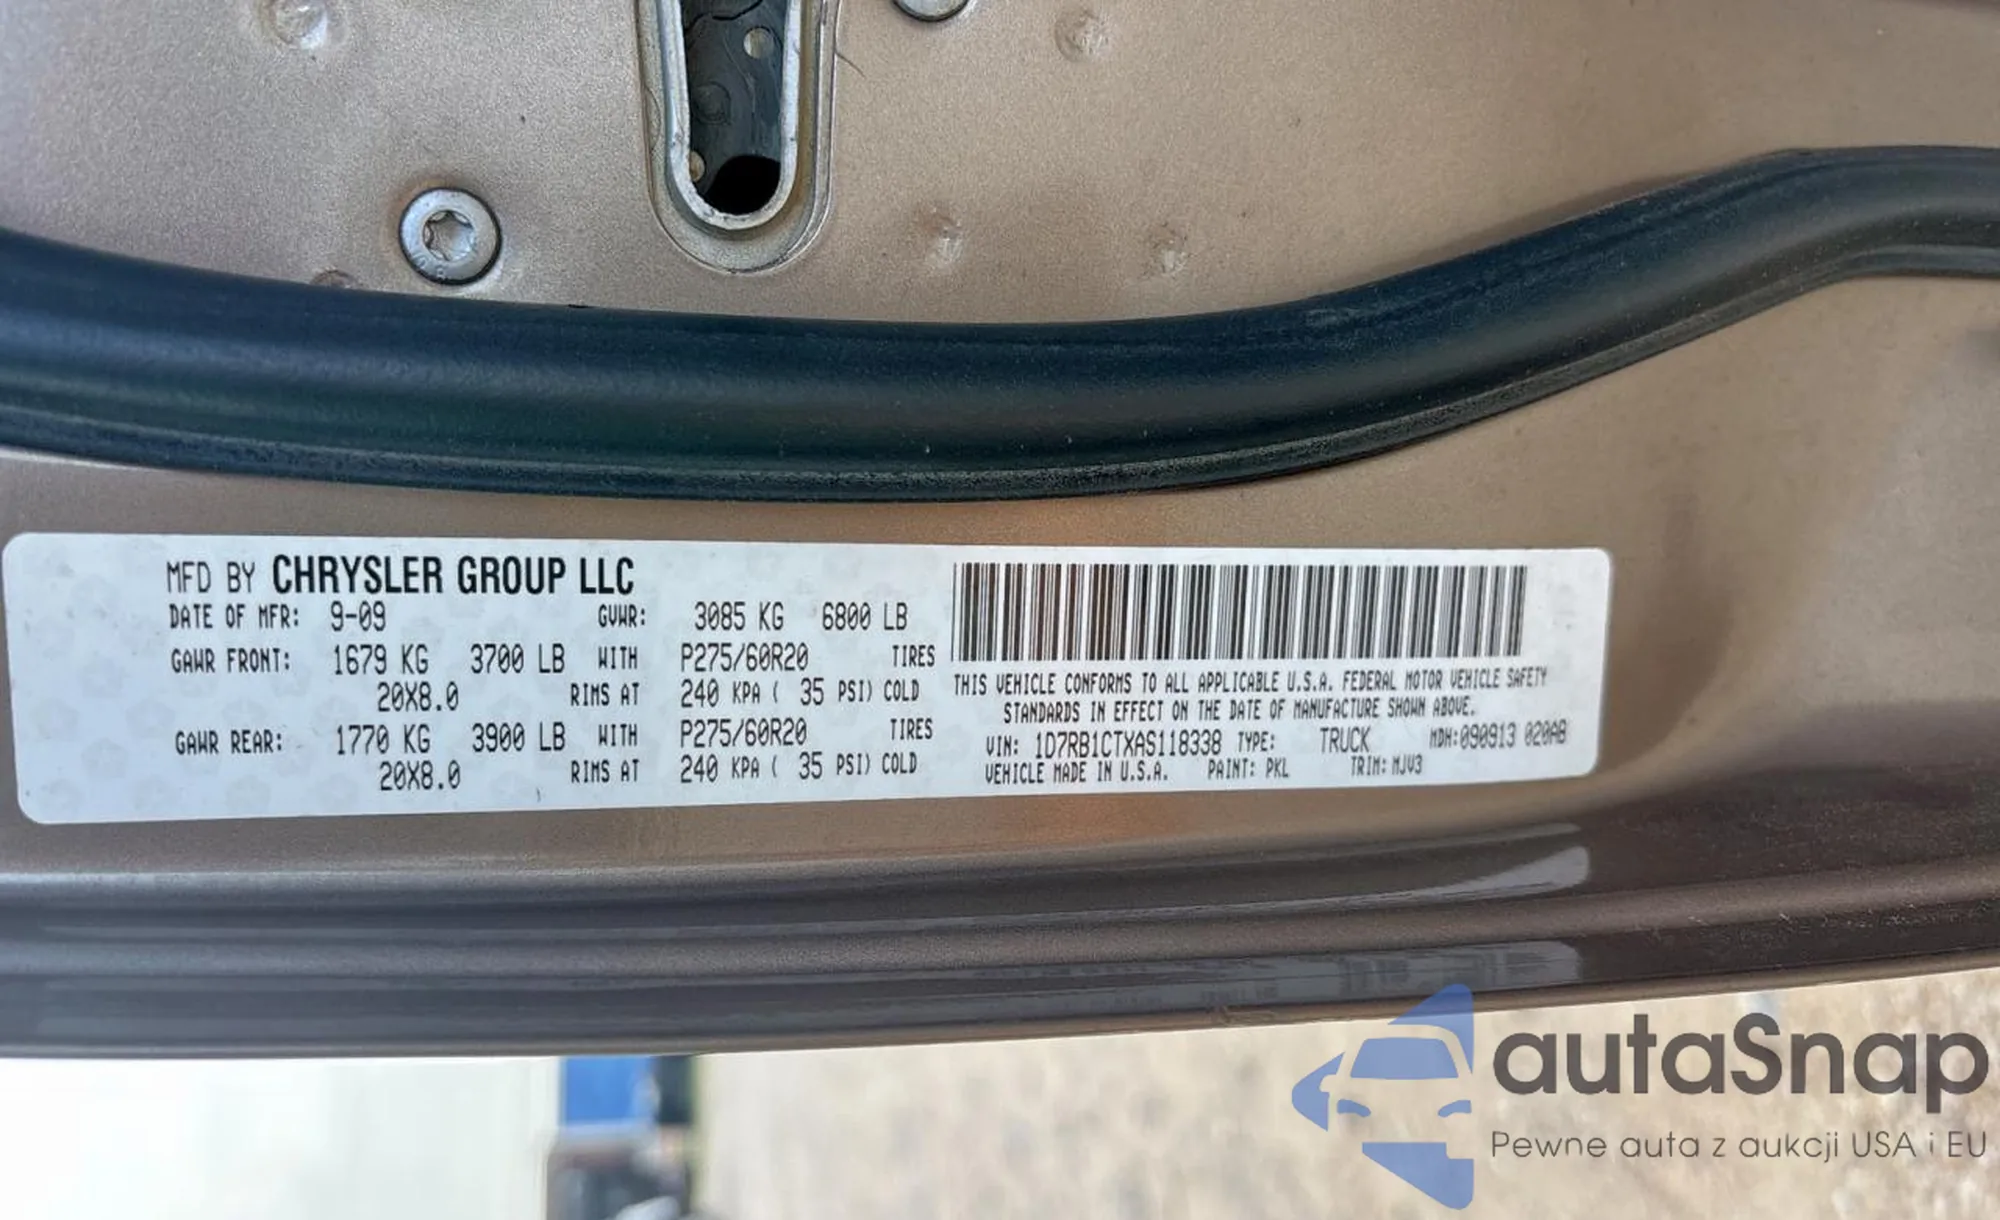 MFD BY CHRYSLER GROUP LLC
DATE OF MFR: 9-09 GVWR: 3085 KG 6800 LB
GAWR FRONT: 1679 KG 3700 LB WITH P275/60R20 TIRES
20X8.0 RIMS AT 240 KPA ( 35 PSI) COLD
GAWR REAR: 1770 KG 3900 LB WITH P275/60R20 TIRES
20X8.0 RIMS AT 240 KPA ( 35 PSI) COLD
THIS VEHICLE CONFORMS TO ALL APPLICABLE U.S.A. FEDERAL MOTOR VEHICLE SAFETY
STANDARDS IN EFFECT ON THE DATE OF MANUFACTURE SHOWN ABOVE.
VIN: 1D7RB1CTXAS118338 TYPE: TRUCK MDH:090913 020AB
VEHICLE MADE IN U.S.A. PAINT: PKL TRIM: MJV3
autaSnap
Pewne auta z aukcji USA i EU